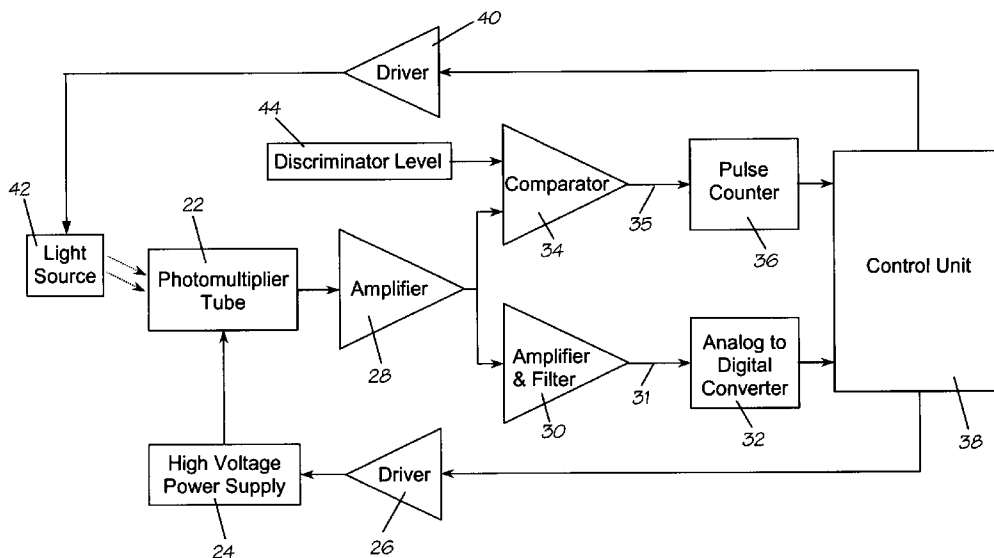 40
Driver
44
Discriminator Level
Comparator
34
35
Pulse
Counter
36
42
Light
Source
22
Photomultiplier
Tube
Amplifier
28
Control Unit
38
Amplifier
& Filter
30
31
Analog to
Digital
Converter
32
High Voltage
Power Supply
24
Driver
26